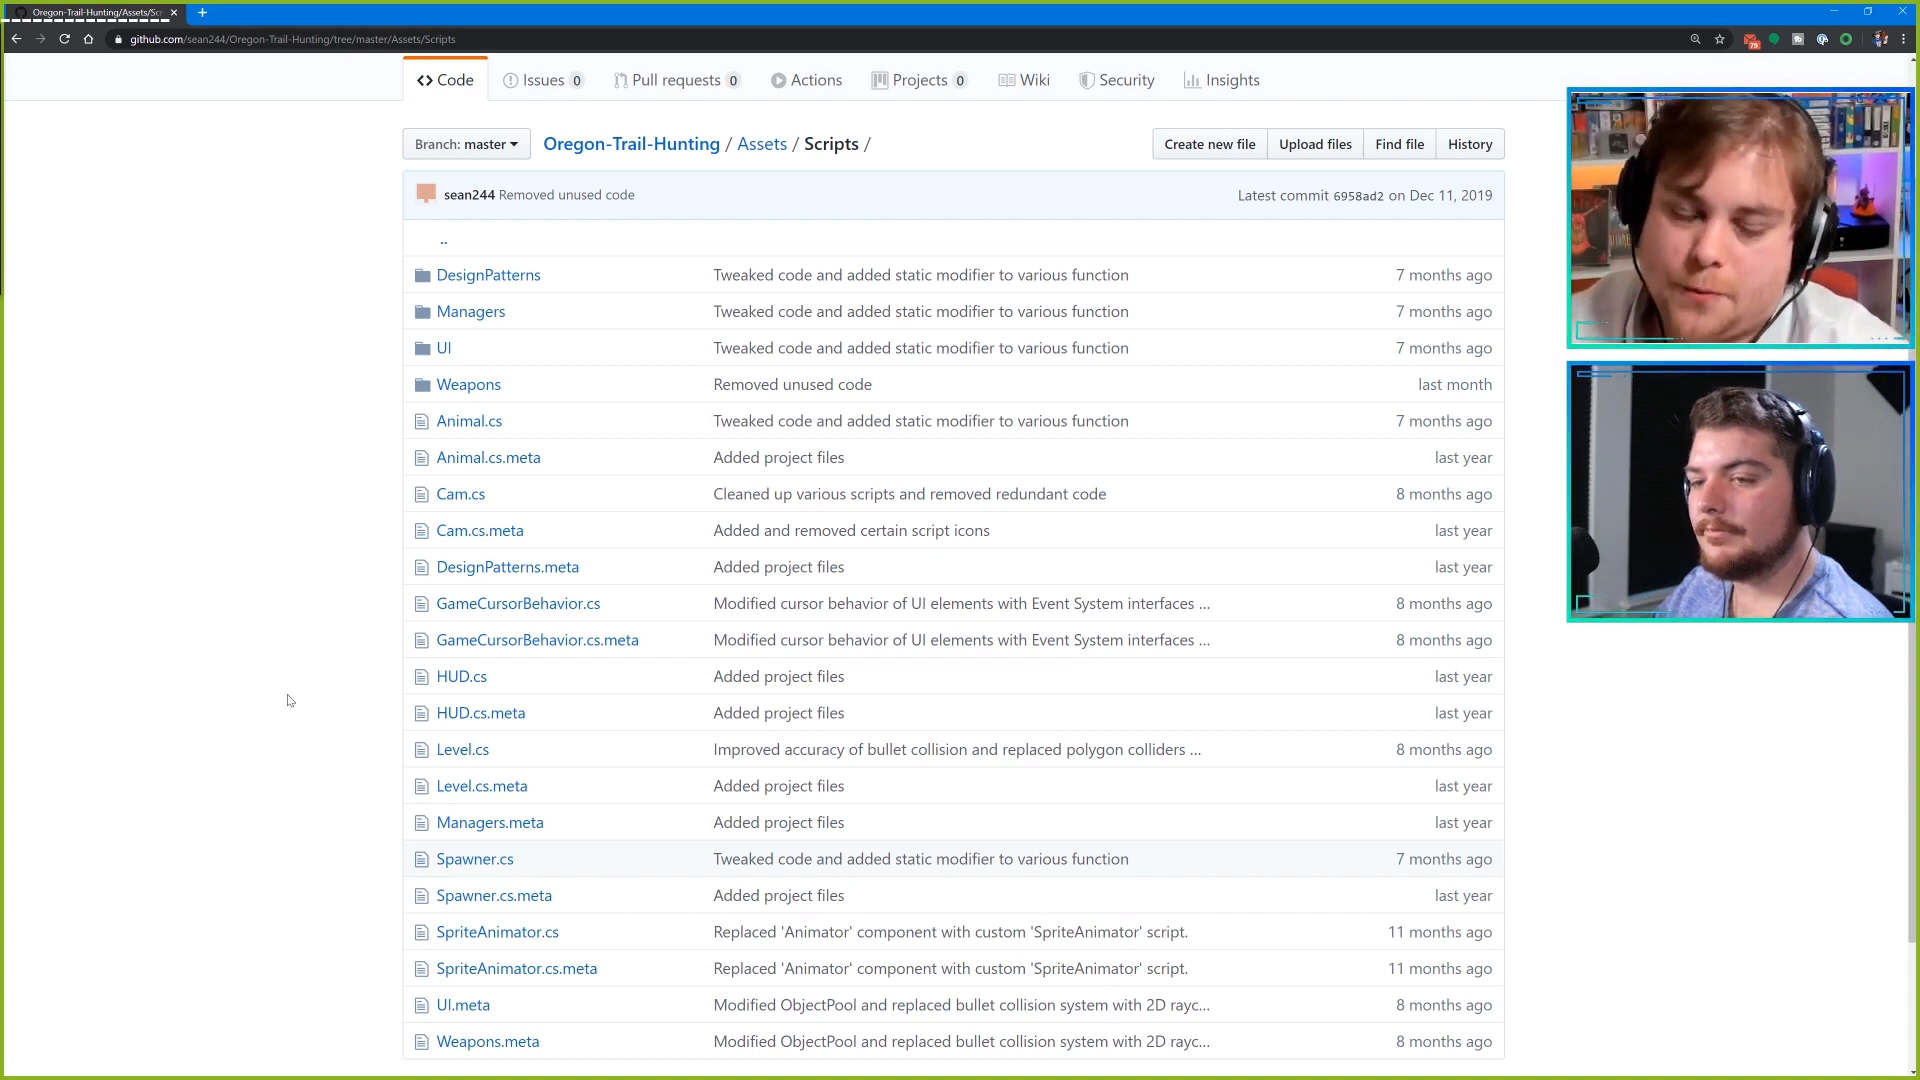 Oregon-Trail-Hunting/Assets/Scr
github.com/sean244/Oregon-Trail-Hunting/tree/master/Assets/Scripts
79
Code Issues 0 Pull requests 0 Actions Projects 0 Wiki Security Insights
Branch: master Oregon-Trail-Hunting / Assets / Scripts / Create new file Upload files Find file History
sean244 Removed unused code Latest commit 6958ad2 on Dec 11, 2019
..
DesignPatterns Tweaked code and added static modifier to various function 7 months ago
Managers Tweaked code and added static modifier to various function 7 months ago
UI Tweaked code and added static modifier to various function 7 months ago
Weapons Removed unused code last month
Animal.cs Tweaked code and added static modifier to various function 7 months ago
Animal.cs.meta Added project files last year
Cam.cs Cleaned up various scripts and removed redundant code 8 months ago
Cam.cs.meta Added and removed certain script icons last year
DesignPatterns.meta Added project files last year
GameCursorBehavior.cs Modified cursor behavior of UI elements with Event System interfaces ... 8 months ago
GameCursorBehavior.cs.meta Modified cursor behavior of UI elements with Event System interfaces ... 8 months ago
HUD.cs Added project files last year
HUD.cs.meta Added project files last year
Level.cs Improved accuracy of bullet collision and replaced polygon colliders ... 8 months ago
Level.cs.meta Added project files last year
Managers.meta Added project files last year
Spawner.cs Tweaked code and added static modifier to various function 7 months ago
Spawner.cs.meta Added project files last year
SpriteAnimator.cs Replaced 'Animator' component with custom 'SpriteAnimator' script. 11 months ago
SpriteAnimator.cs.meta Replaced 'Animator' component with custom 'SpriteAnimator' script. 11 months ago
UI.meta Modified ObjectPool and replaced bullet collision system with 2D rayc... 8 months ago
Weapons.meta Modified ObjectPool and replaced bullet collision system with 2D rayc... 8 months ago